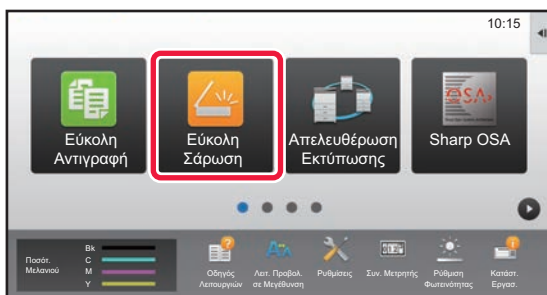 10:15
Εύκολη
Αντιγραφή
Εύκολη
Σάρωση
Απελευθέρωση
Εκτύπωσης
OSA
Sharp OSA
Ποσότ.
Μελανιού
Bk
C
M
Y
Οδηγός
Λειτουργιών
Λειτ. Προβολ.
σε Μεγέθυνση
Ρυθμίσεις
Συν. Μετρητής
Ρύθμιση
Φωτεινότητας
Κατάστ.
Εργασ.